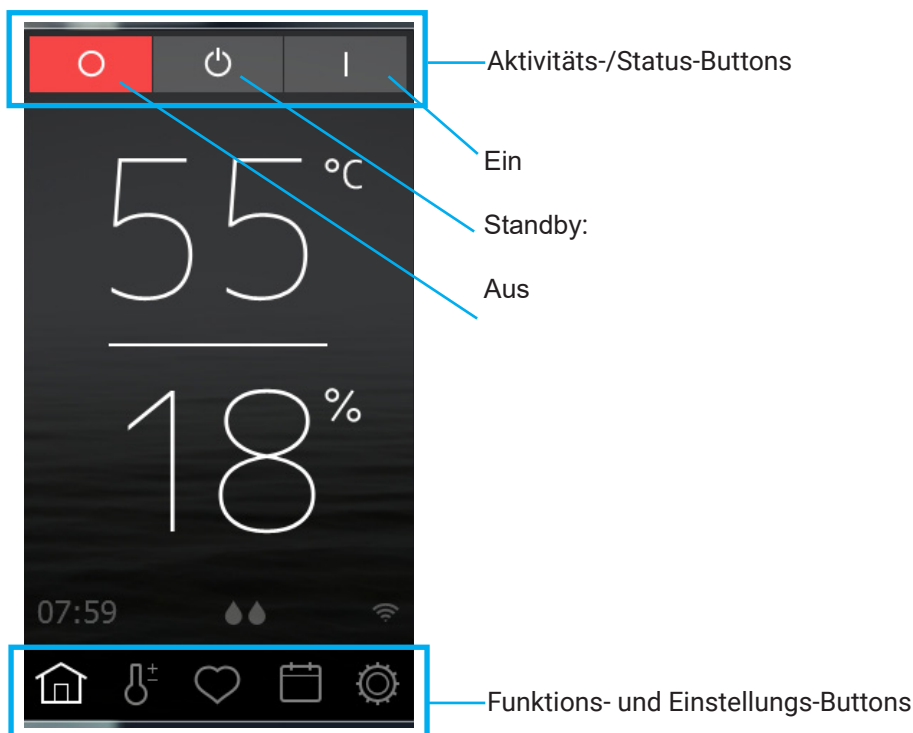 Aktivitäts-/Status-Buttons
55 °C
Ein
Standby:
Aus
18 %
07:59
Funktions- und Einstellungs-Buttons